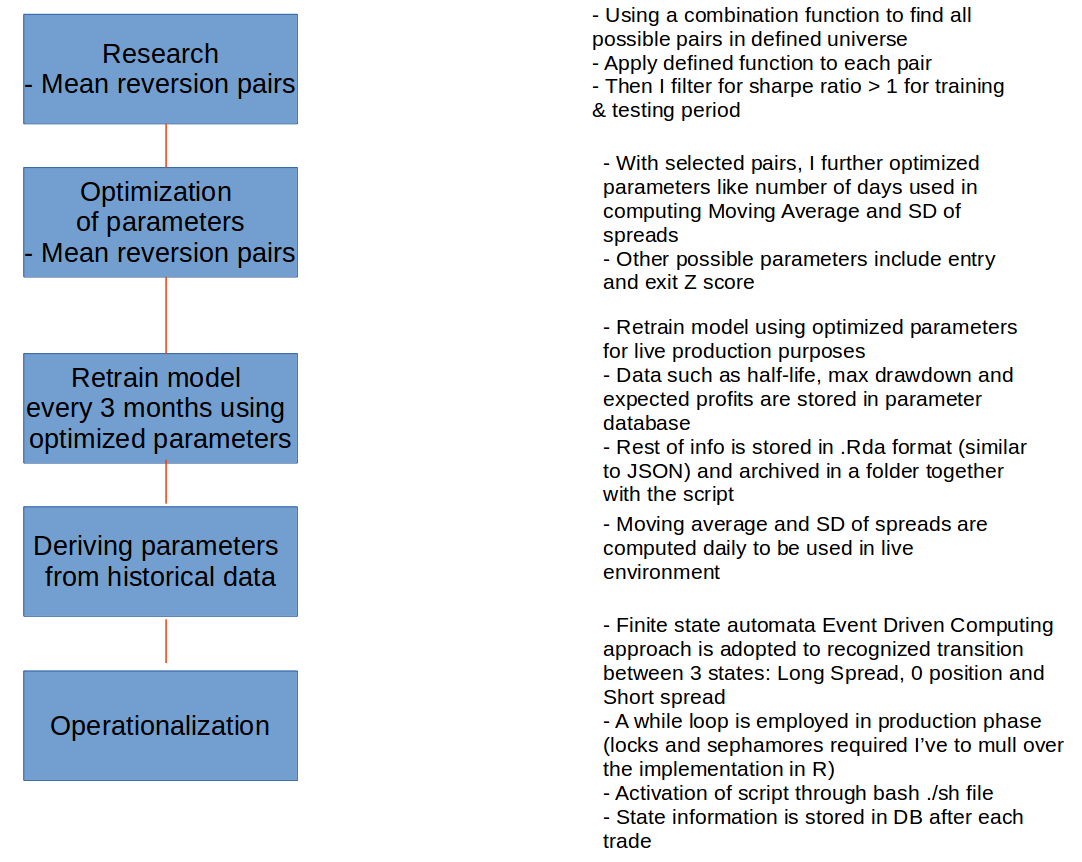 Research
- Mean reversion pairs
- Using a combination function to find all
possible pairs in defined universe
- Apply defined function to each pair
- Then I filter for sharpe ratio > 1 for training
& testing period
Optimization
of parameters
- Mean reversion pairs
- With selected pairs, I further optimized
parameters like number of days used in
computing Moving Average and SD of
spreads
- Other possible parameters include entry
and exit Z score
Retrain model
every 3 months using
optimized parameters
- Retrain model using optimized parameters
for live production purposes
- Data such as half-life, max drawdown and
expected profits are stored in parameter
database
- Rest of info is stored in .Rda format (similar
to JSON) and archived in a folder together
with the script
Deriving parameters
from historical data
- Moving average and SD of spreads are
computed daily to be used in live
environment
Operationalization
- Finite state automata Event Driven Computing
approach is adopted to recognized transition
between 3 states: Long Spread, 0 position and
Short spread
- A while loop is employed in production phase
(locks and sephamores required I've to mull over
the implementation in R)
- Activation of script through bash ./sh file
- State information is stored in DB after each
trade